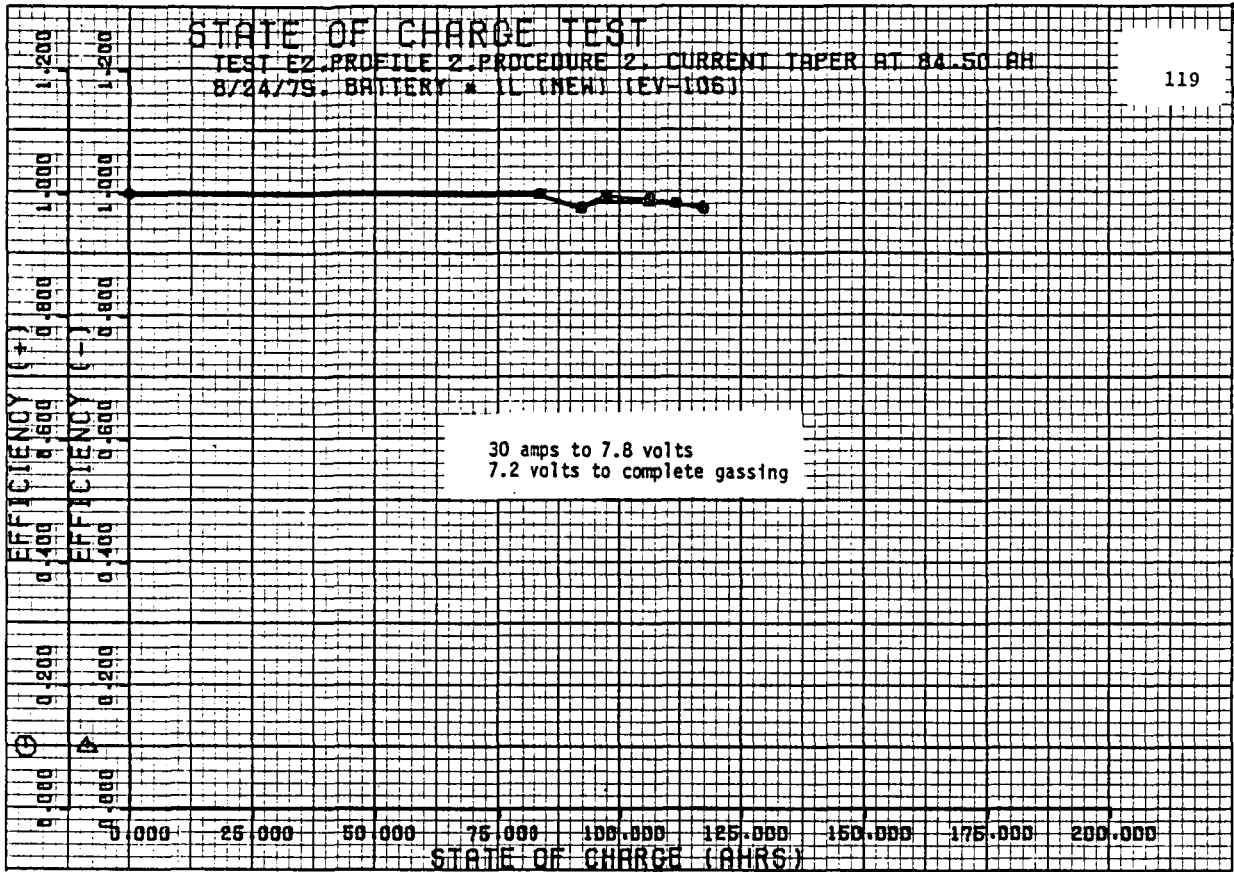 STATE OF CHARGE TEST
TEST E2.PROFILE 2.PROCEDURE 2. CURRENT TAPER AT 84.50 AH
8/24/79. BATTERY * 1L (NEW) (EV-106)
119
1.200
1.000
0.800
0.600
0.400
0.200
0.000
EFFICIENCY (+)
1.200
1.000
0.800
0.600
0.400
0.200
0.000
EFFICIENCY (-)
30 amps to 7.8 volts
7.2 volts to complete gassing
0.000 25.000 50.000 75.000 100.000 125.000 150.000 175.000 200.000
STATE OF CHARGE (AHRS)